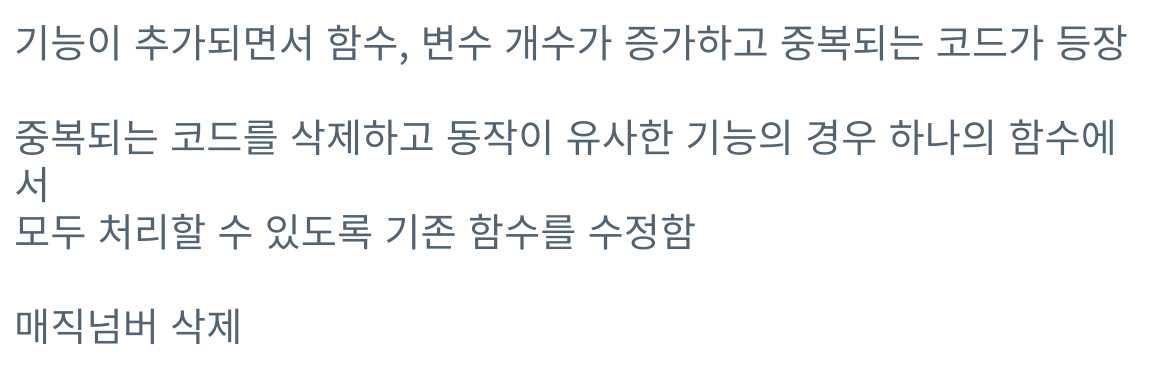 기능이 추가되면서 함수, 변수 개수가 증가하고 중복되는 코드가 등장
중복되는 코드를 삭제하고 동작이 유사한 기능의 경우 하나의 함수에
서
모두 처리할 수 있도록 기존 함수를 수정함
매직넘버 삭제